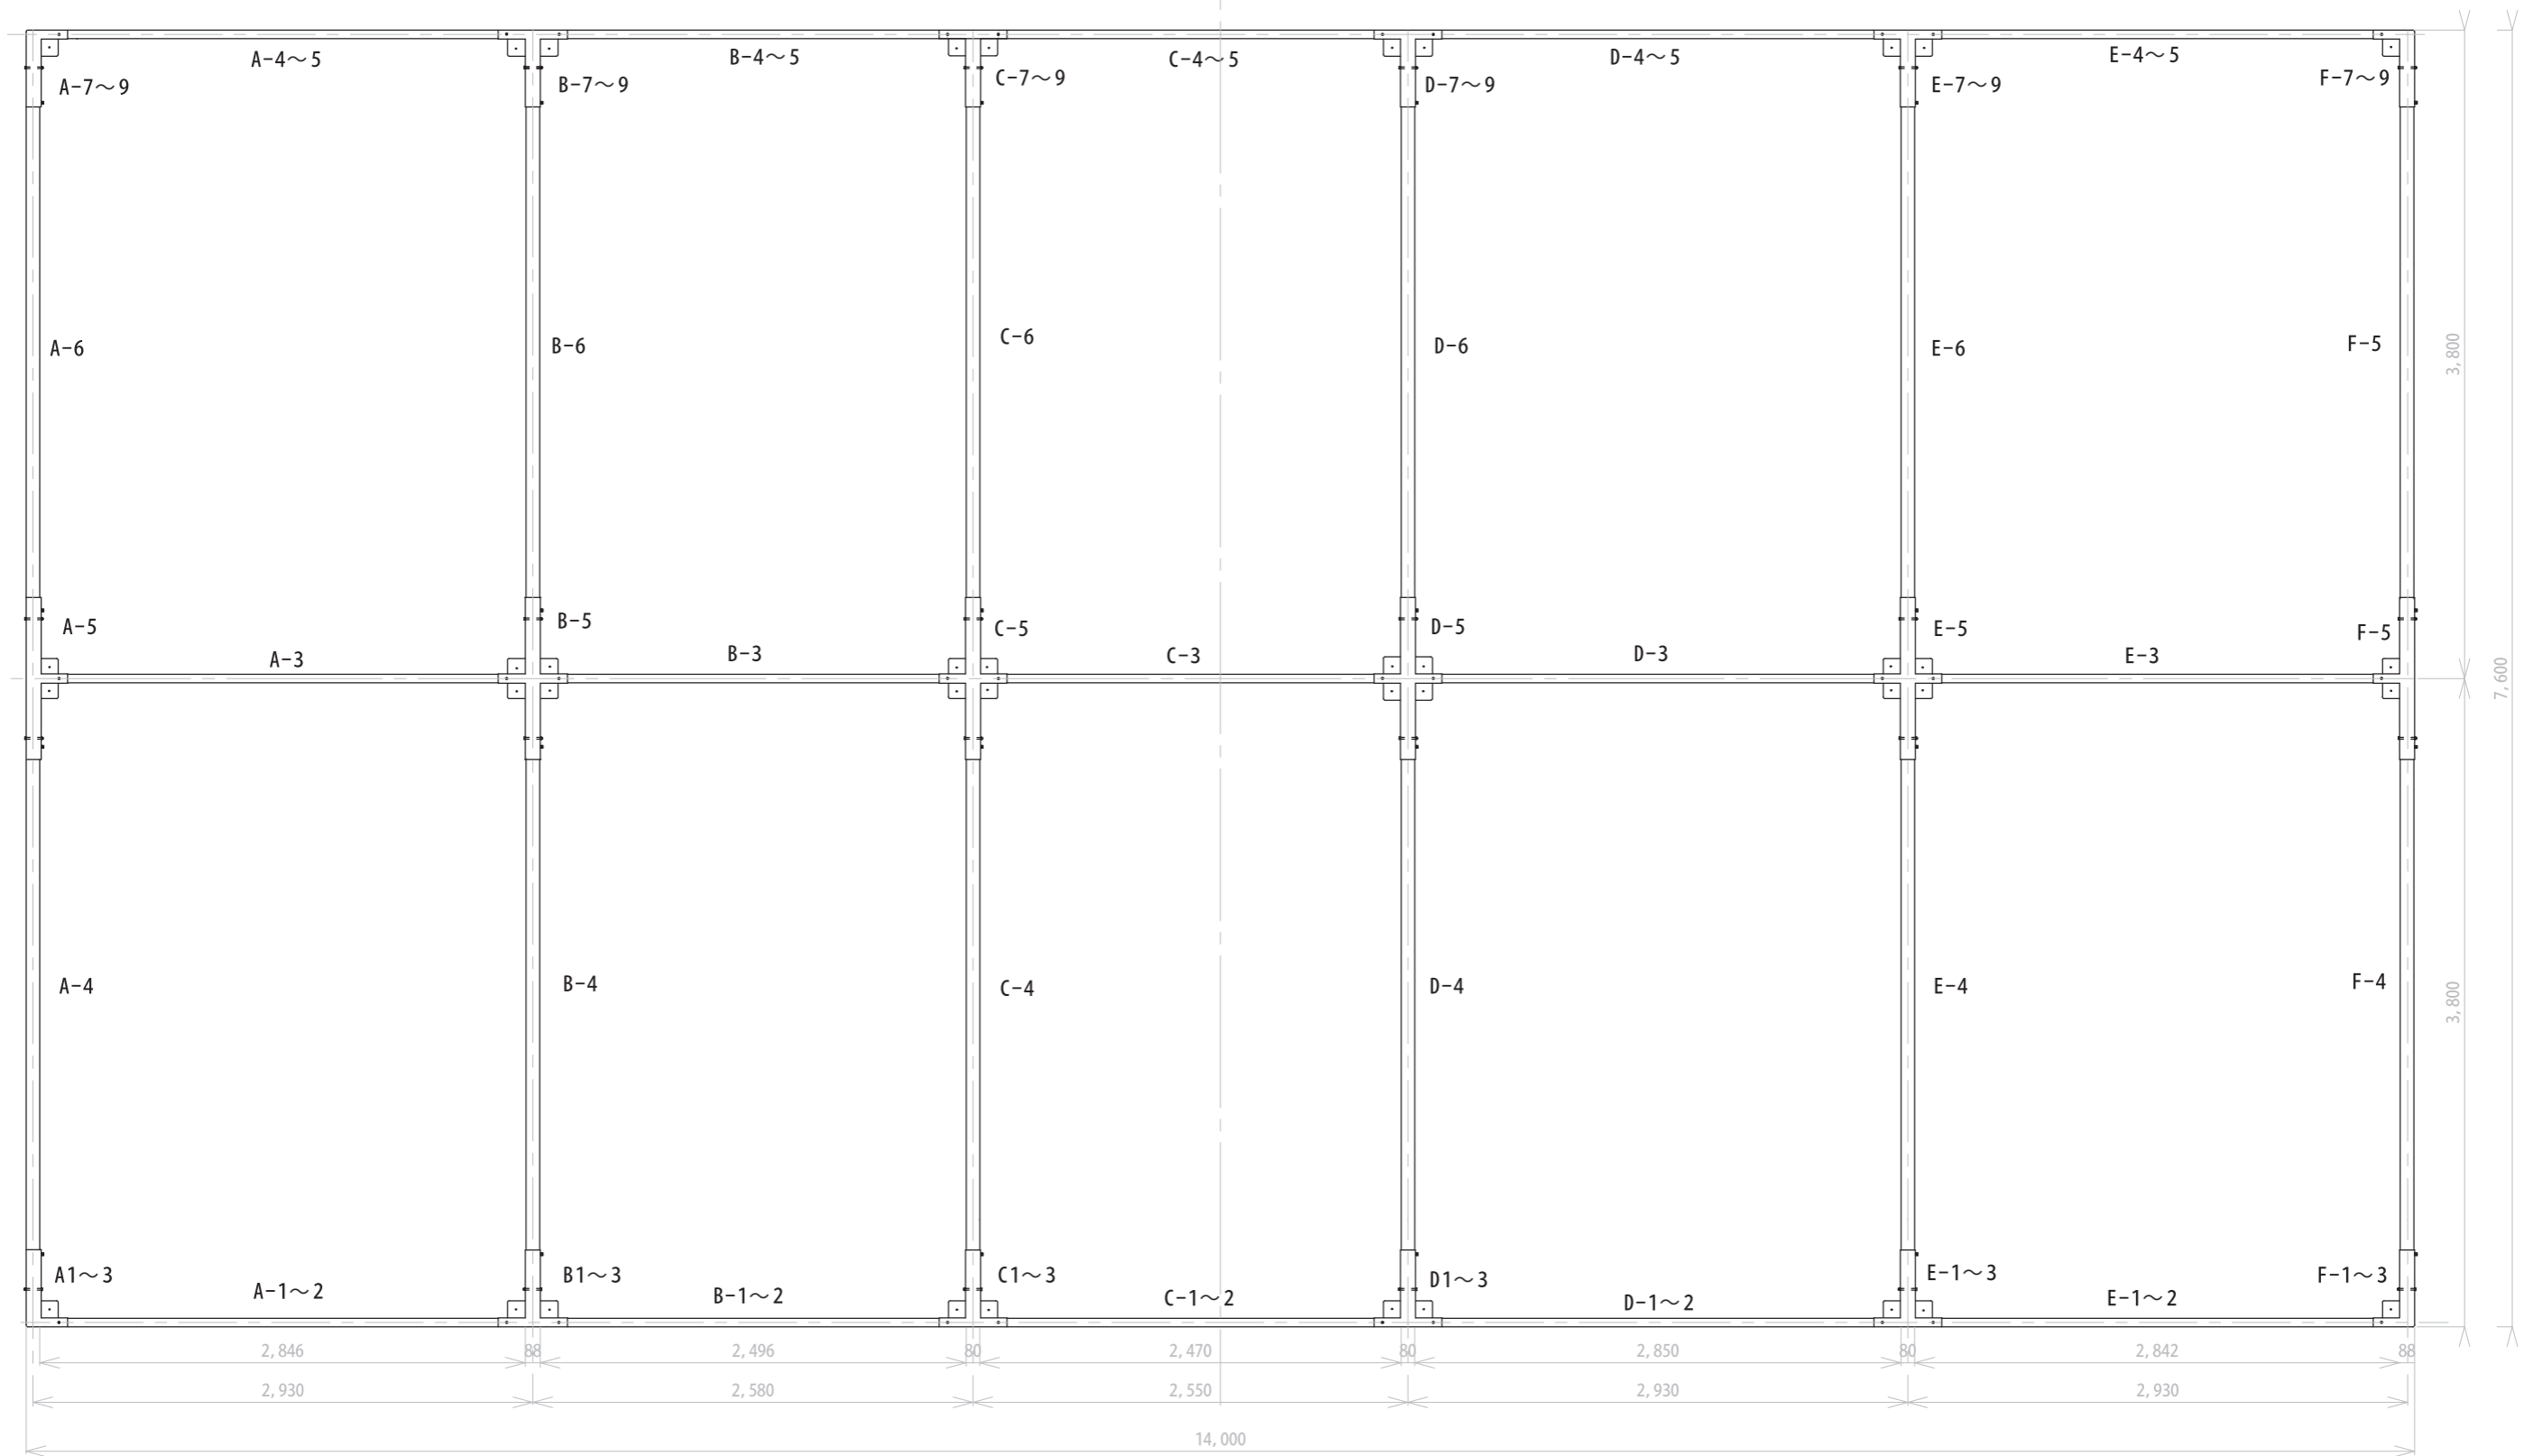 A-4～5
B-4～5
C-4～5
D-4～5
E-4～5
A-7～9
B-7～9
C-7～9
D-7～9
E-7～9
F-7～9
A-6
B-6
C-6
D-6
E-6
F-5
3,800
A-5
B-5
C-5
D-5
E-5
F-5
A-3
B-3
C-3
D-3
E-3
7,600
A-4
B-4
C-4
D-4
E-4
F-4
3,800
A1～3
B1～3
C1～3
D1～3
E-1～3
F-1～3
A-1～2
B-1～2
C-1～2
D-1～2
E-1～2
2,846
88
2,496
80
2,470
80
2,850
80
2,842
88
2,930
2,580
2,550
2,930
2,930
14,000